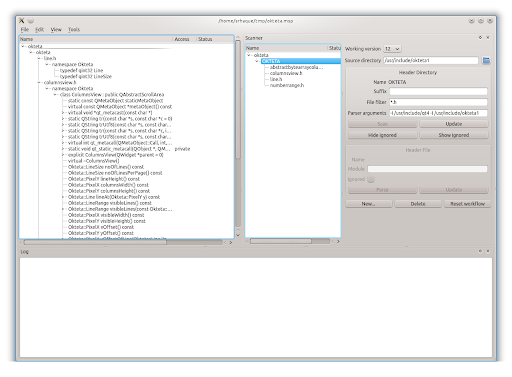 /home/srhaque/tmp/okteta.msp
File Edit View Tools
Name Access Status
okteta
okteta
line.h
namespace Okteta
typedef qint32 Line
typedef qint32 LineSize
columnsview.h
namespace Okteta
class ColumnsView : public QAbstractScrollArea
static const QMetaObject staticMetaObject
virtual const QMetaObject *metaObject() const
virtual void *qt_metacast(const char *)
static QString tr(const char *s, const char *c = 0)
static QString trUtf8(const char *s, const char...
static QString tr(const char *s, const char *c, i...
static QString trUtf8(const char *s, const char...
virtual int qt_metacall(QMetaObject::Call, int,...
static void qt_static_metacall(QObject *, QM... private
explicit ColumnsView(QWidget *parent = 0)
virtual ~ColumnsView()
Okteta::LineSize noOfLines() const
Okteta::LineSize noOfLinesPerPage() const
Okteta::PixelY lineHeight() const
Okteta::PixelX columnsWidth() const
Okteta::PixelY columnsHeight() const
Okteta::Line lineAt(Okteta::PixelY y) const
Okteta::LineRange visibleLines() const
Okteta::LineRange visibleLines(const Okteta:...
Okteta::PixelX visibleWidth() const
Okteta::PixelY visibleHeight() const
Okteta::PixelX xOffset() const
Okteta::PixelY yOffset() const
Scanner
Name Status
okteta
OKTETA
abstractbytearraycolu...
columnsview.h
line.h
numberrange.h
Working version 12
Source directory /usr/include/okteta1
Header Directory
Name OKTETA
Suffix
File filter *.h
Parser arguments -I /usr/include/qt4 -I /usr/include/okteta1
Scan Update
Hide ignored Show ignored
Header File
Name
Module
Ignored
Parse Update
New... Delete Reset workflow
Log